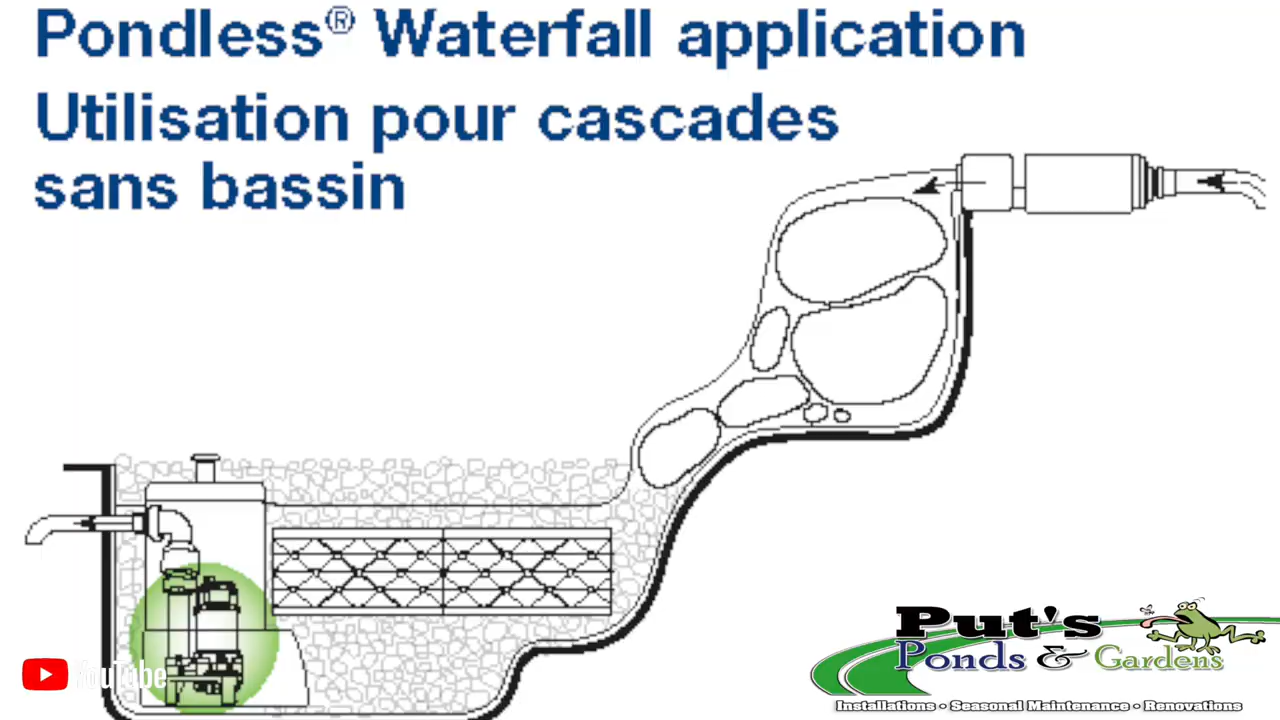 Pondless® Waterfall application
Utilisation pour cascades
sans bassin
Put's
Ponds & Gardens
Installations • Seasonal Maintenance • Renovations
YouTube